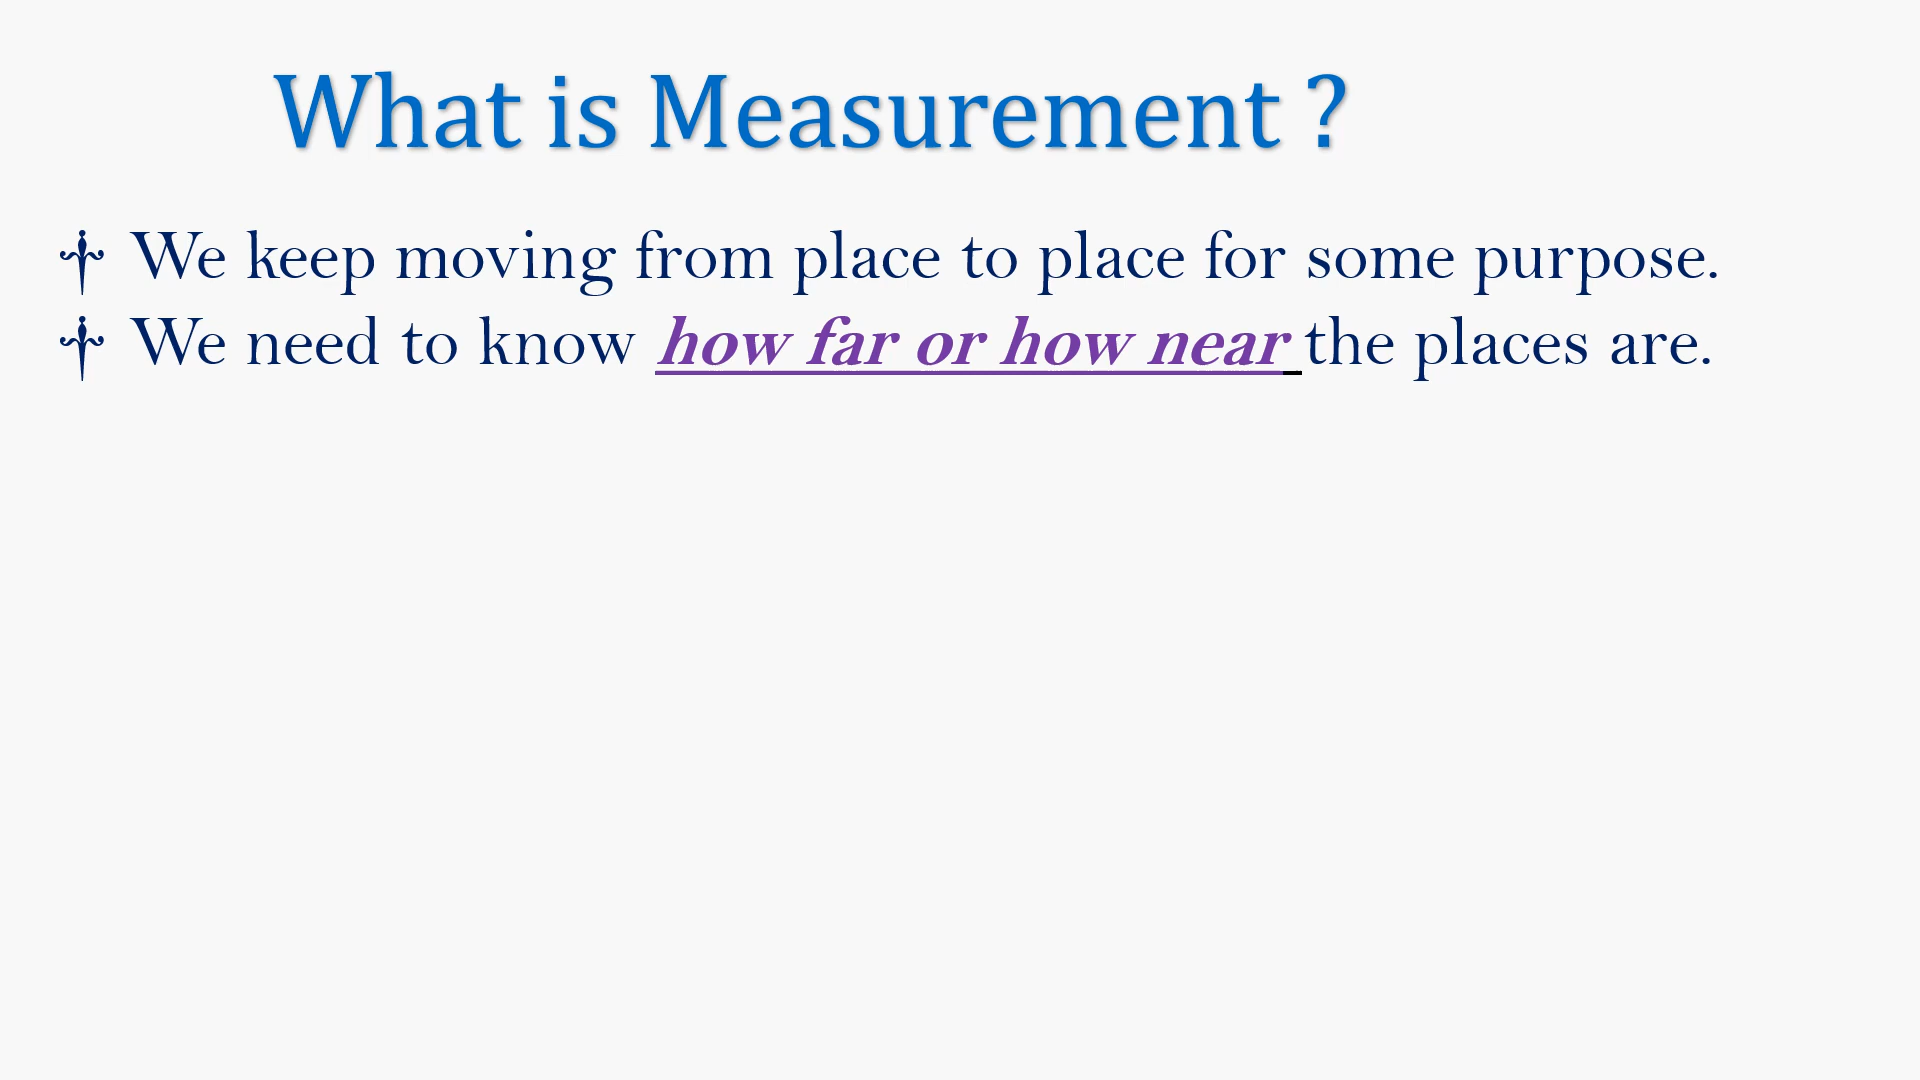 What is Measurement ?
We keep moving from place to place for some purpose.
We need to know how far or how near the places are.